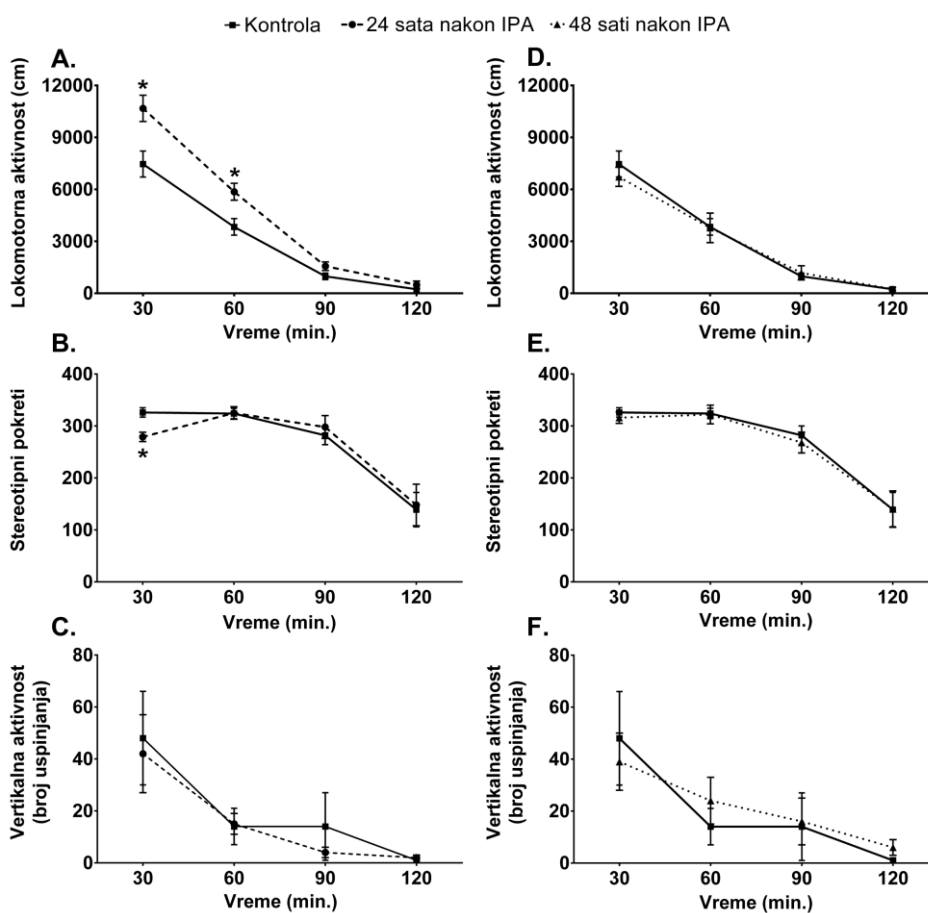 Kontrola 24 sata nakon IPA 48 sati nakon IPA
A.
Lokomotorna aktivnost (cm)
12000
9000
6000
3000
0
*
*
30 60 90 120
Vreme (min.)
D.
Lokomotorna aktivnost (cm)
12000
9000
6000
3000
0
30 60 90 120
Vreme (min.)
B.
Stereotipni pokreti
400
300
200
100
0
*
30 60 90 120
Vreme (min.)
E.
Stereotipni pokreti
400
300
200
100
0
30 60 90 120
Vreme (min.)
C.
Vertikalna aktivnost
(broj uspinjanja)
80
60
40
20
0
30 60 90 120
Vreme (min.)
F.
Vertikalna aktivnost
(broj uspinjanja)
80
60
40
20
0
30 60 90 120
Vreme (min.)